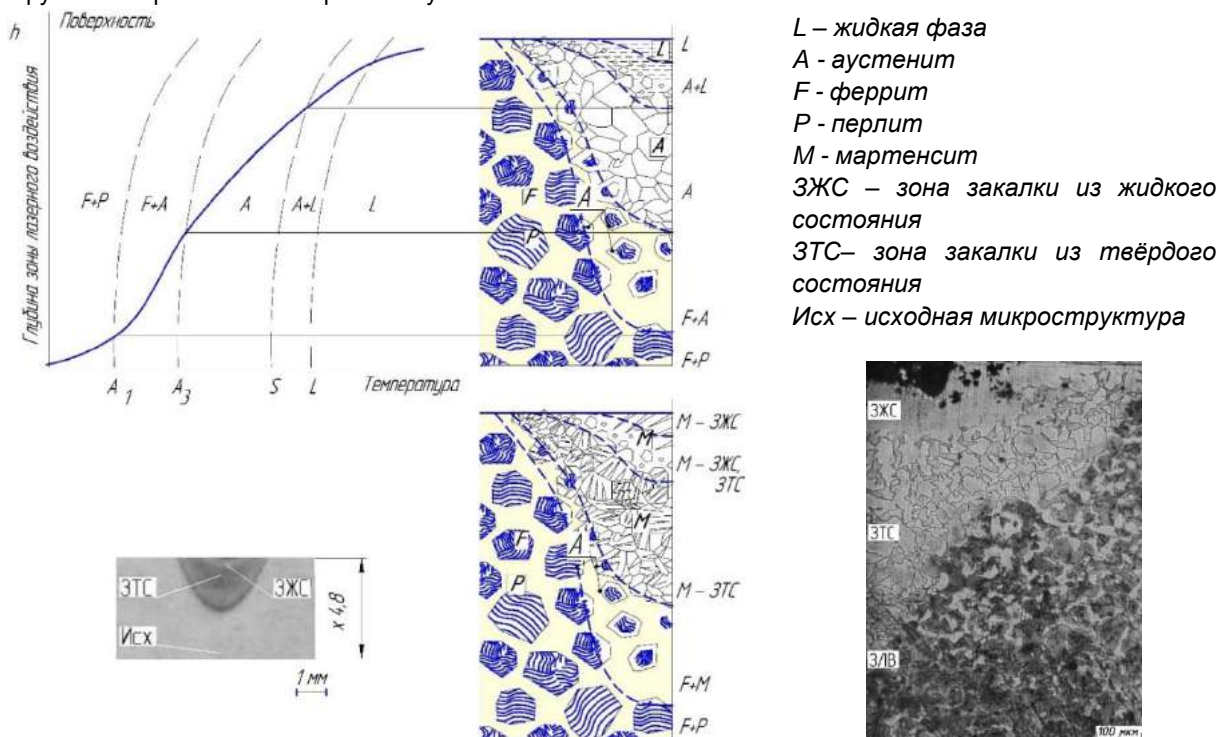 h
Поверхность
Глубина зоны лазерного воздействия
F+P
F+A
A
A+L
L
A1
A3
S
L
Температура
L
A
F
A
P
L
A+L
A
F+A
F+P
L – жидкая фаза
A - аустенит
F - феррит
P - перлит
M - мартенсит
ЗЖС – зона закалки из жидкого
состояния
ЗТС– зона закалки из твёрдого
состояния
Исх – исходная микроструктура
ЗТС
ЗЖС
Исх
x 4,8
1 мм
M
M
F
A
P
M – ЗЖС
M – ЗЖС,
ЗТС
M – ЗТС
F+M
F+P
ЗЖС
ЗТС
ЗЛВ
100 мкм